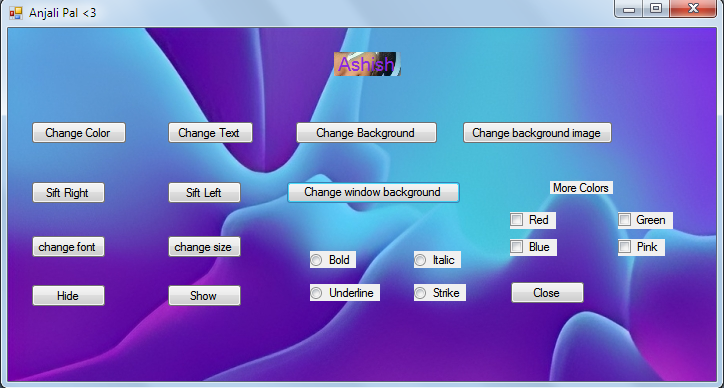 Anjali Pal <3
Ashish
Change Color
Change Text
Change Background
Change background image
Sift Right
Sift Left
Change window background
More Colors
Red
Green
change font
change size
Bold
Italic
Blue
Pink
Hide
Show
Underline
Strike
Close